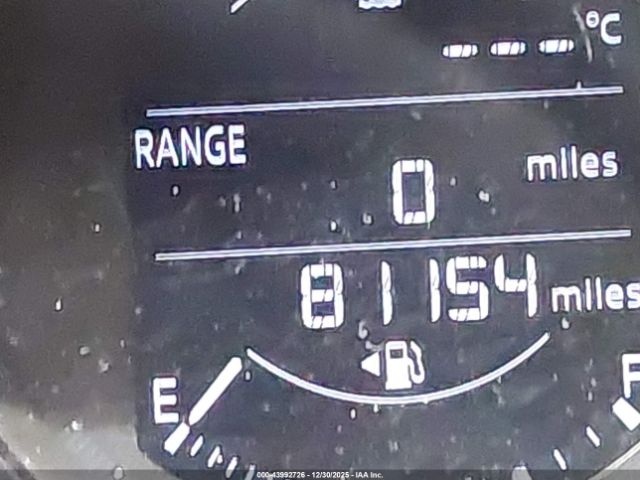 --- °C
RANGE
0 miles
81154 miles
E F
000-43992726 - 12/30/2025 - IAA Inc.